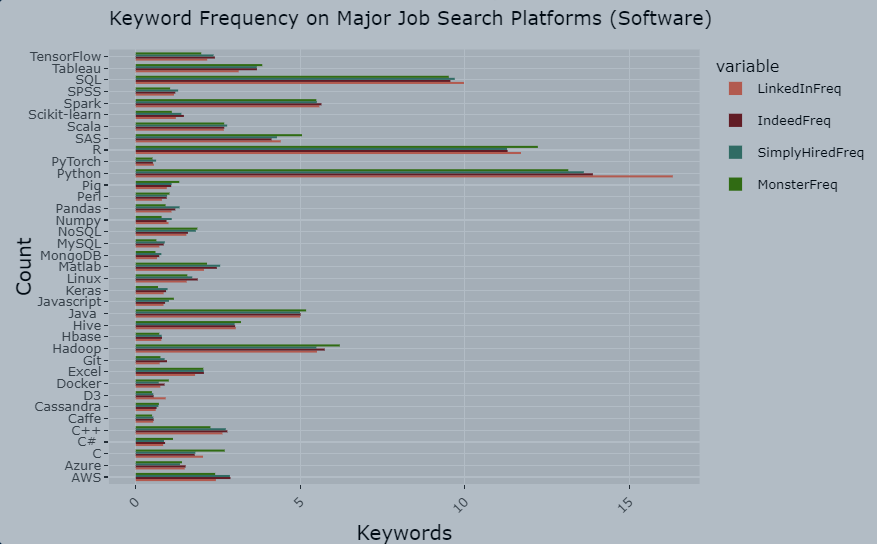 Keyword Frequency on Major Job Search Platforms (Software)
TensorFlow
Tableau
SQL
SPSS
Spark
Scikit-learn
Scala
SAS
R
PyTorch
Python
Pig
Perl
Pandas
Numpy
NoSQL
MySQL
MongoDB
Matlab
Linux
Keras
Javascript
Java
Hive
Hbase
Hadoop
Git
Excel
Docker
D3
Cassandra
Caffe
C++
C#
C
Azure
AWS
Count
0
5
10
15
Keywords
variable
LinkedInFreq
IndeedFreq
SimplyHiredFreq
MonsterFreq